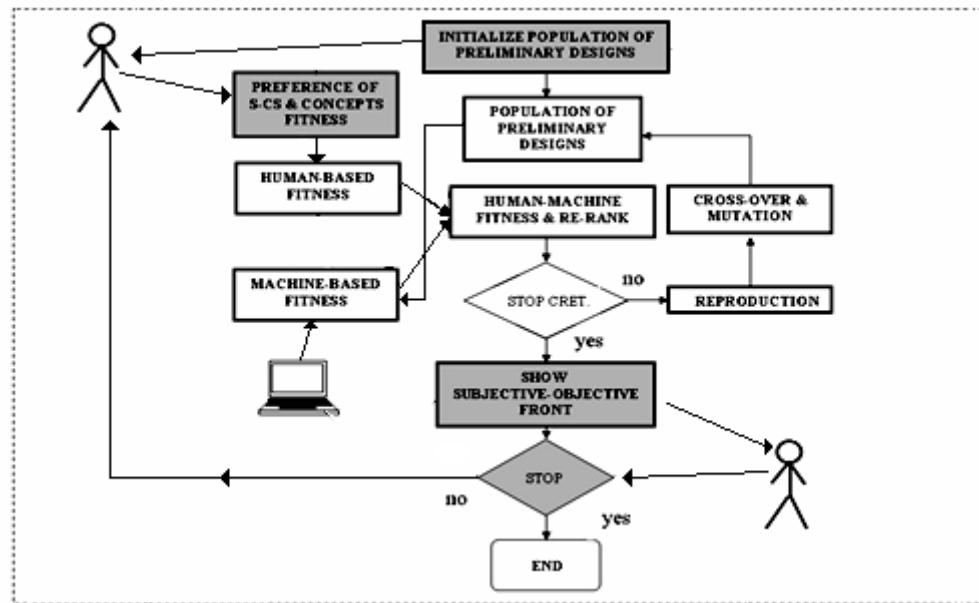 INITIALIZE POPULATION OF
PRELIMINARY DESIGNS
PREFERENCE OF
S-CS & CONCEPTS
FITNESS
POPULATION OF
PRELIMINARY
DESIGNS
HUMAN-BASED
FITNESS
HUMAN-MACHINE
FITNESS & RE-RANK
CROSS-OVER &
MUTATION
MACHINE-BASED
FITNESS
STOP CRET.
no
REPRODUCTION
yes
SHOW
SUBJECTIVE-OBJECTIVE
FRONT
STOP
no
yes
END